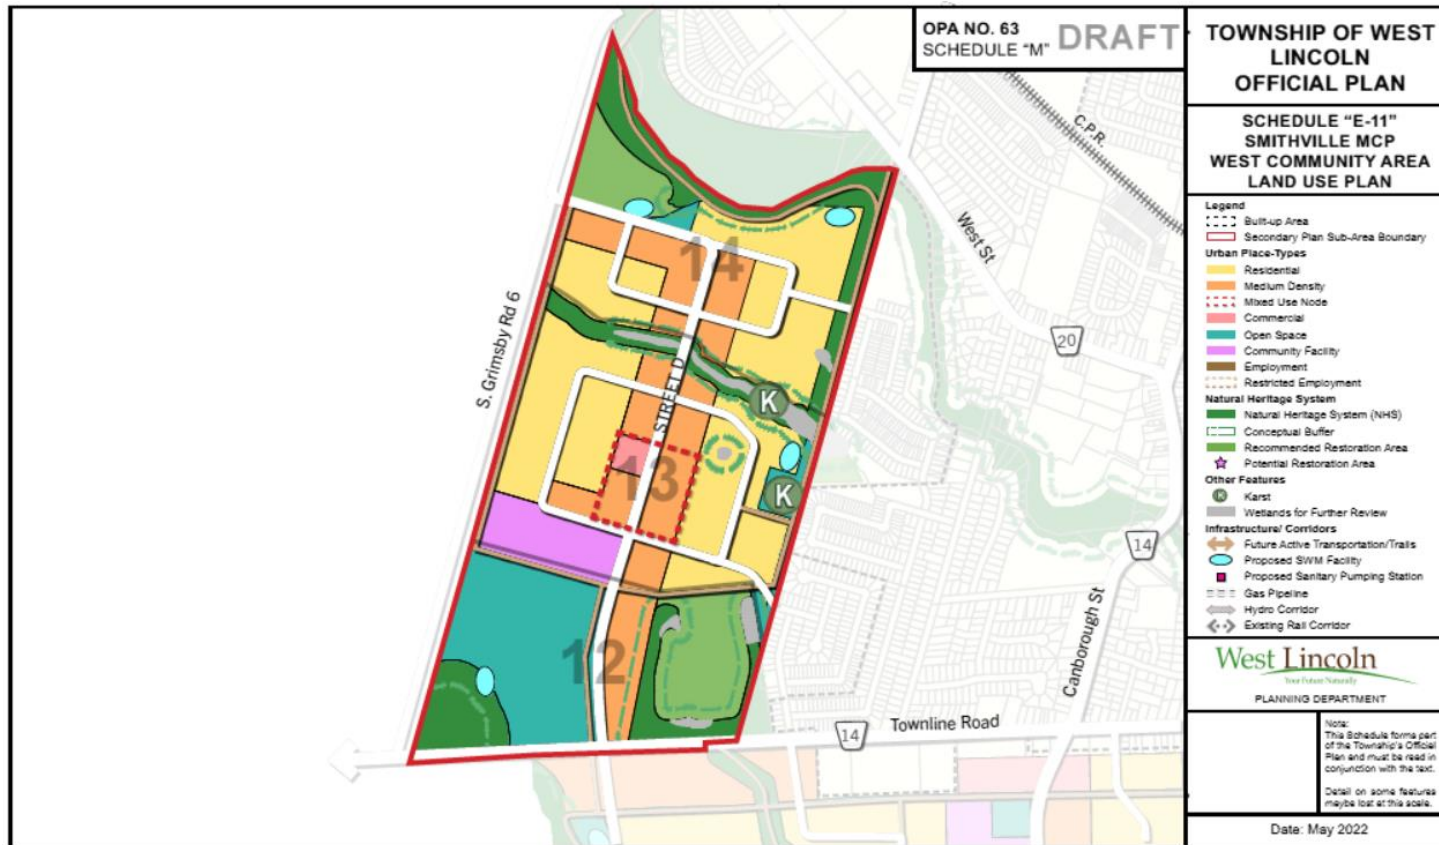 OPA NO. 63
SCHEDULE "M"
DRAFT
TOWNSHIP OF WEST
LINCOLN
OFFICIAL PLAN
SCHEDULE "E-11"
SMITHVILLE MCP
WEST COMMUNITY AREA
LAND USE PLAN
Legend
Built-up Area
Secondary Plan Sub-Area Boundary
Urban Place-Types
Residential
Medium Density
Mixed Use Node
Commercial
Open Space
Community Facility
Employment
Restricted Employment
Natural Heritage System
Natural Heritage System (NHS)
Conceptual Buffer
Recommended Restoration Area
Potential Restoration Area
Other Features
K Karst
Wetlands for Further Review
Infrastructure/ Corridors
Future Active Transportation/Trails
Proposed SWM Facility
Proposed Sanitary Pumping Station
Gas Pipeline
Hydro Corridor
Existing Rail Corridor
West Lincoln
Your Future Naturally
PLANNING DEPARTMENT
Note:
This Schedule forms part
of the Township's Official
Plan and must be read in
conjunction with the text.
Detail on some features
maybe lost at this scale.
Date: May 2022
C.P.R.
West St
20
S. Grimsby Rd 6
14
STREET D
K
13
K
14
12
Canborough St
Townline Road
14